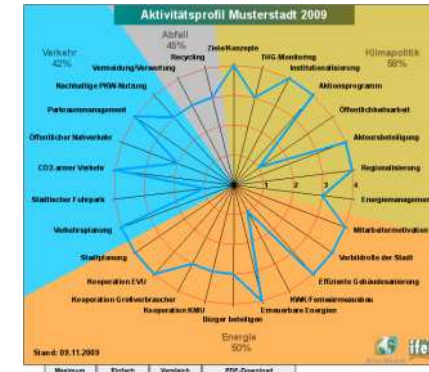 Aktivitätsprofil Musterstadt 2009
Abfall
45%
Verkehr
42%
Klimapolitik
58%
Ziele/Konzepte
Recycling
THG-Monitoring
Vermeidung/Verwertung
Institutionalisierung
Nachhaltige PKW-Nutzung
Aktionsprogramm
Parkraummanagement
Öffentlichkeitsarbeit
Öffentlicher Nahverkehr
Akteursbeteiligung
CO2-armer Verkehr
Regionalisierung
1 2 3 4
Städtischer Fuhrpark
Energiemanagement
Verkehrsplanung
Mitarbeitermotivation
Stadtplanung
Vorbildrolle der Stadt
Kooperation EVU
Effiziente Gebäudesanierung
Kooperation Großverbraucher
KWK/Fernwärmeausbau
Kooperation KMU
Erneuerbare Energien
Bürger beteiligen
Energie
50%
Stand: 09.11.2009
ife
Maximum Einfach Vergleich PDF-Download